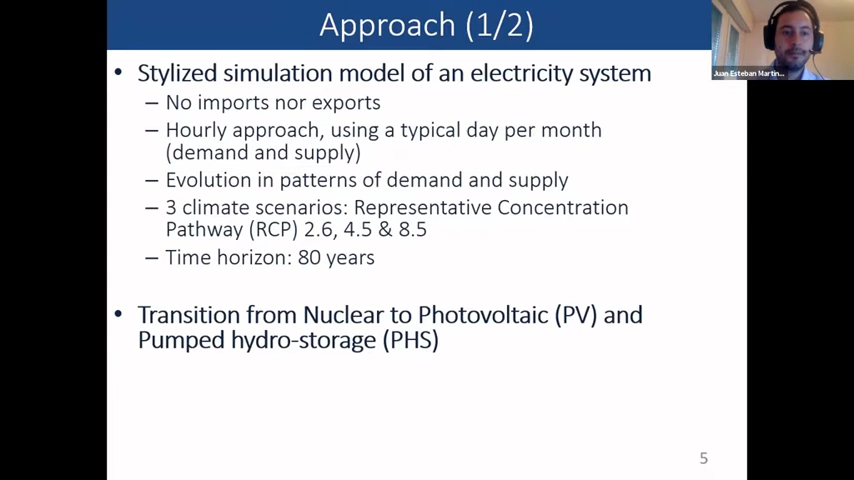 Approach (1/2)
Juan Esteban Martin...
• Stylized simulation model of an electricity system
– No imports nor exports
– Hourly approach, using a typical day per month
(demand and supply)
– Evolution in patterns of demand and supply
– 3 climate scenarios: Representative Concentration
Pathway (RCP) 2.6, 4.5 & 8.5
– Time horizon: 80 years
• Transition from Nuclear to Photovoltaic (PV) and
Pumped hydro-storage (PHS)
5